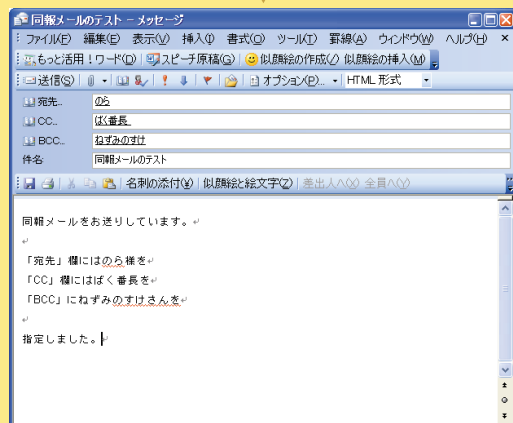 同報メールのテスト - メッセージ
ファイル(F) 編集(E) 表示(V) 挿入(I) 書式(O) ツール(T) 罫線(A) ウィンドウ(W) ヘルプ(H) ×
もっと活用！ワード(D) スピーチ原稿(G) 似顔絵の作成(/) 似顔絵の挿入(M)
送信(S) オプション(P)... HTML 形式
宛先... のら
CC... ばく番長
BCC... ねずみのすけ
件名: 同報メールのテスト
名刺の添付(¥) 似顔絵と絵文字(Z) 差出人へ(X) 全員へ(Y)
同報メールをお送りしています。↵
↵
「宛先」欄にはのら様を↵
「CC」欄にはばく番長を↵
「BCC」にねずみのすけさんを↵
↵
指定しました。↵